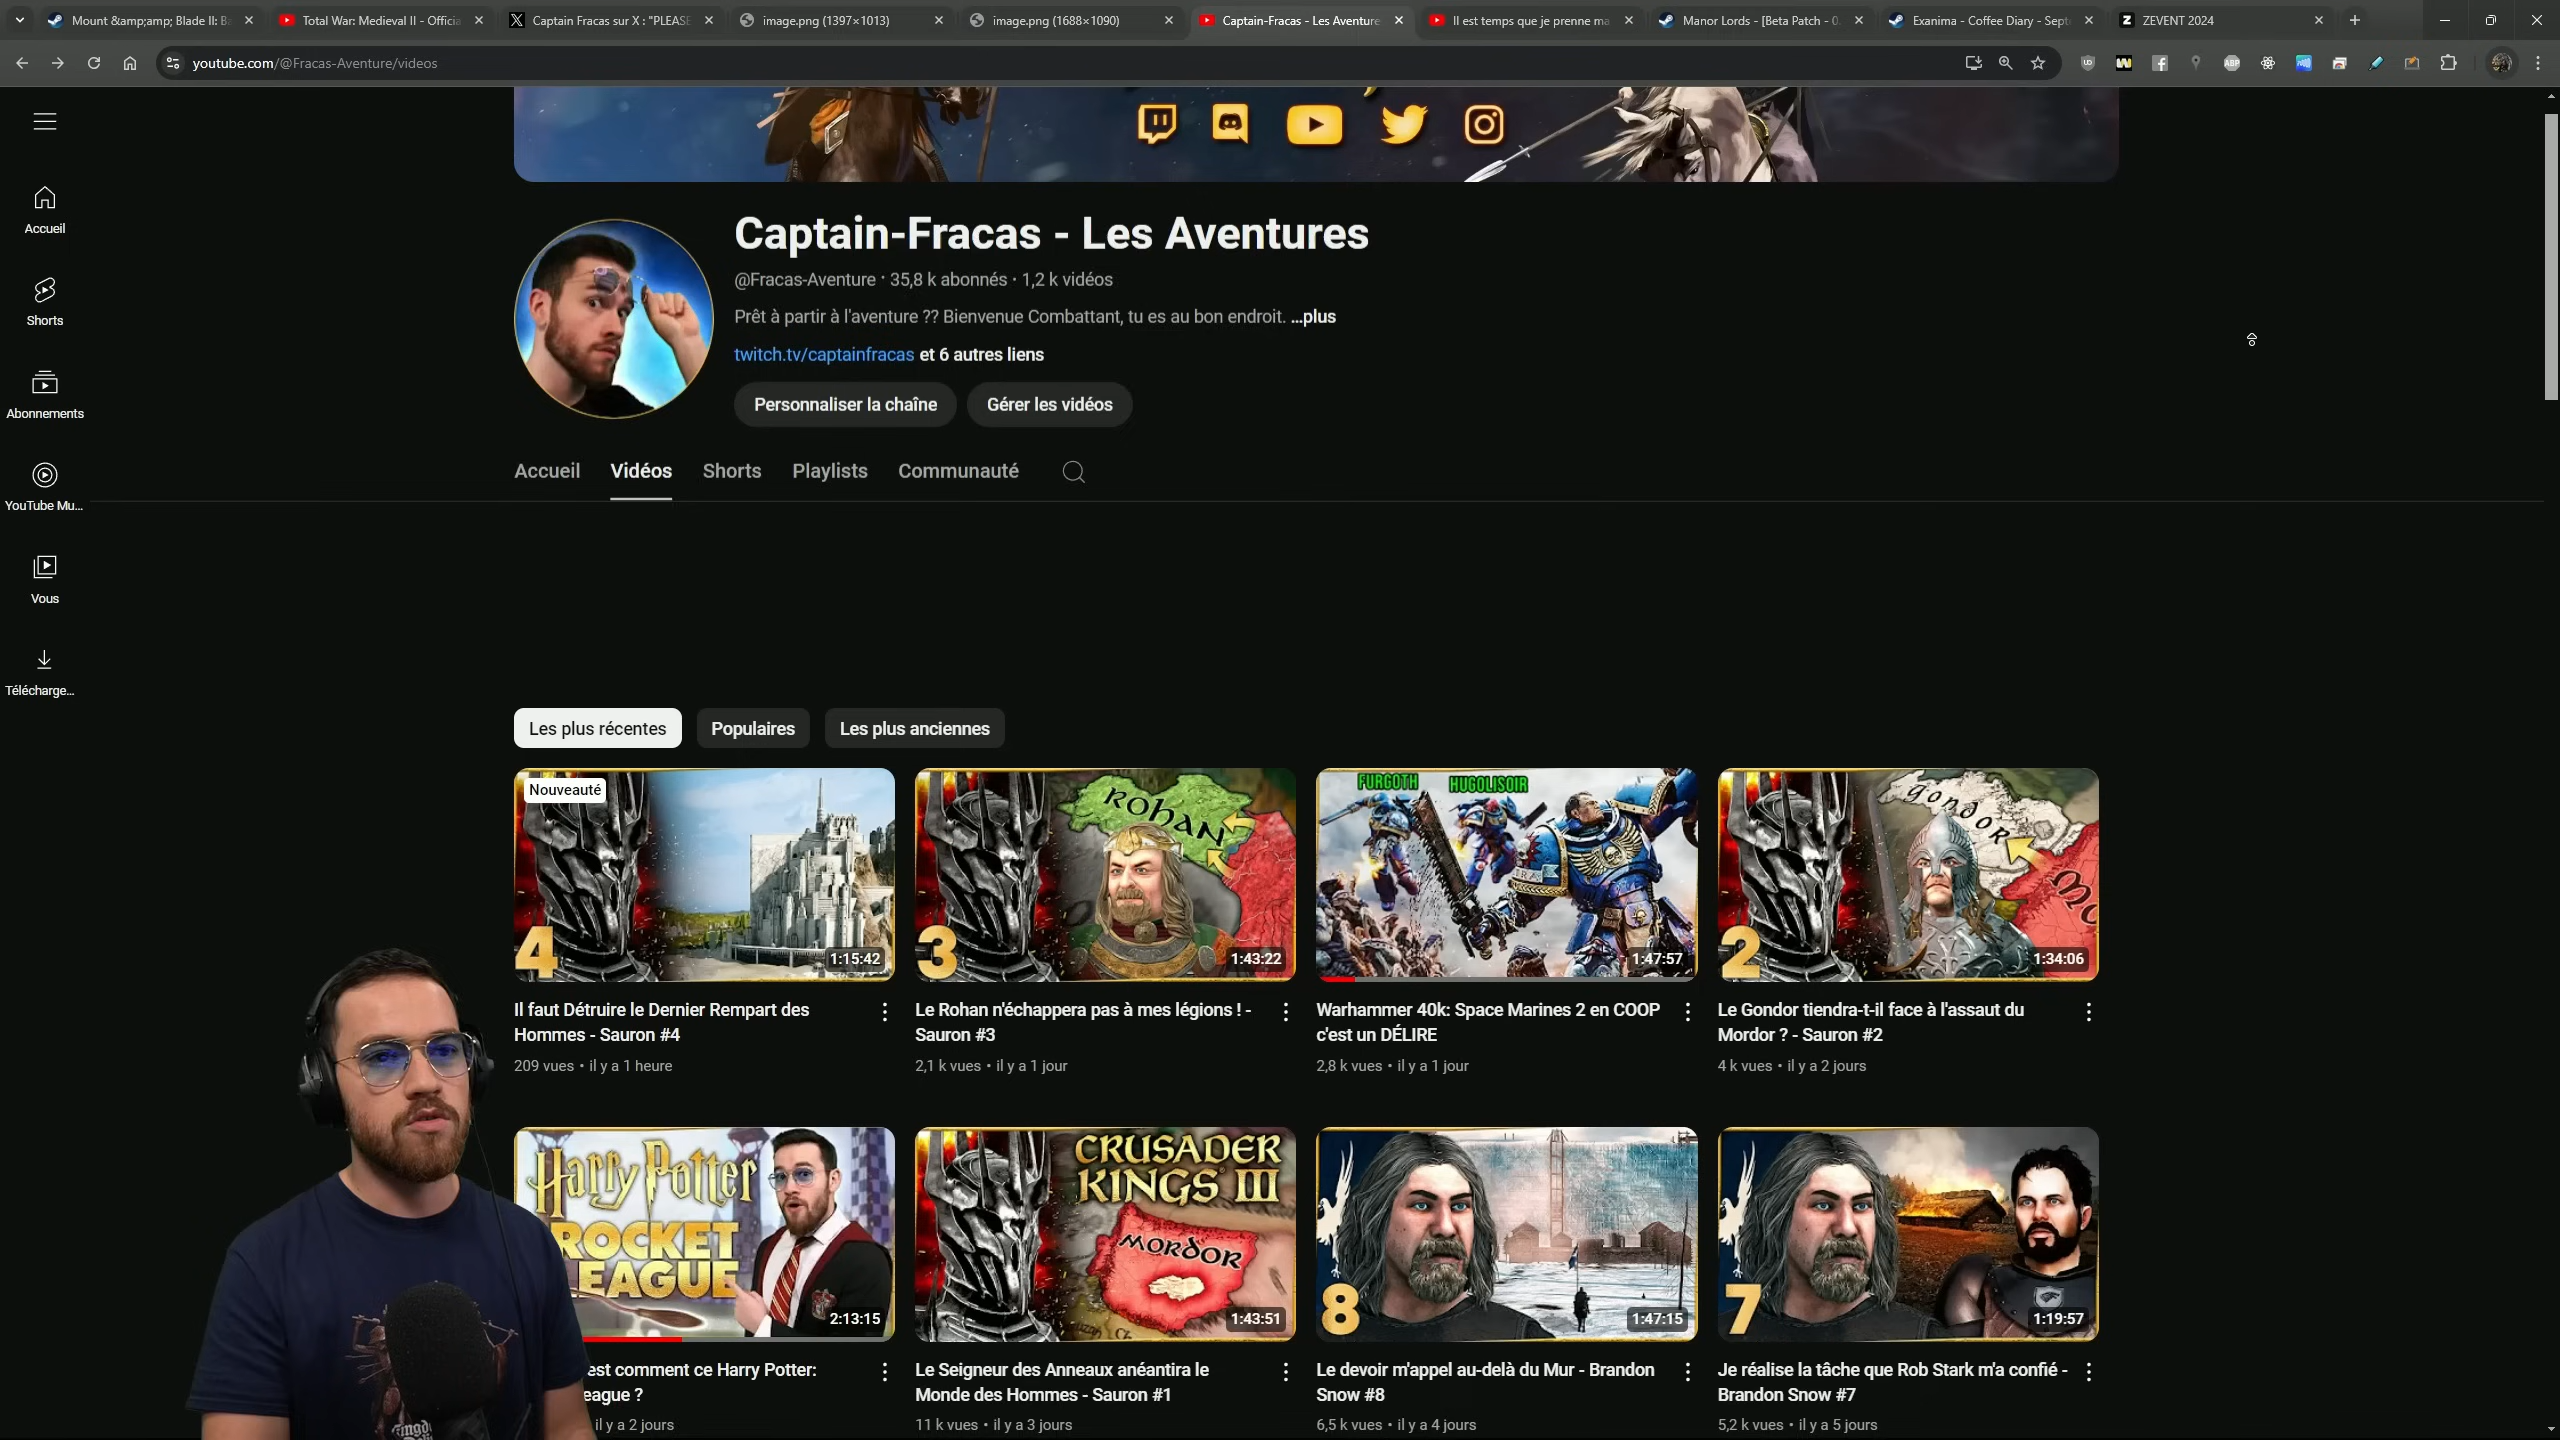 Mount &amp;amp; Blade II: Ba
Total War: Medieval II - Officia
Captain Fracas sur X : "PLEASE
image.png (1397×1013)
image.png (1688×1090)
Captain-Fracas - Les Aventure
Il est temps que je prenne ma
Manor Lords - [Beta Patch - 0.
Exanima - Coffee Diary - Sept
ZEVENT 2024
youtube.com/@Fracas-Aventure/videos
Accueil
Shorts
Abonnements
YouTube Mu...
Vous
Télécharge...
Captain-Fracas - Les Aventures
@Fracas-Aventure · 35,8 k abonnés · 1,2 k vidéos
Prêt à partir à l'aventure ?? Bienvenue Combattant, tu es au bon endroit. ...plus
twitch.tv/captainfracas et 6 autres liens
Personnaliser la chaîne
Gérer les vidéos
Accueil
Vidéos
Shorts
Playlists
Communauté
Les plus récentes
Populaires
Les plus anciennes
Nouveauté
4
1:15:42
ROHAN
3
1:43:22
FURGOTH
HUGOLISOIR
1:47:57
GONDOR
2
1:34:06
Il faut Détruire le Dernier Rempart des
Hommes - Sauron #4
209 vues • il y a 1 heure
Le Rohan n'échappera pas à mes légions ! -
Sauron #3
2,1 k vues • il y a 1 jour
Warhammer 40k: Space Marines 2 en COOP
c'est un DÉLIRE
2,8 k vues • il y a 1 jour
Le Gondor tiendra-t-il face à l'assaut du
Mordor ? - Sauron #2
4 k vues • il y a 2 jours
Harry Potter
ROCKET
LEAGUE
2:13:15
CRUSADER
KINGS III
MORDOR
1:43:51
8
1:47:15
7
1:19:57
est comment ce Harry Potter:
eague ?
il y a 2 jours
Le Seigneur des Anneaux anéantira le
Monde des Hommes - Sauron #1
11 k vues • il y a 3 jours
Le devoir m'appel au-delà du Mur - Brandon
Snow #8
6,5 k vues • il y a 4 jours
Je réalise la tâche que Rob Stark m'a confié -
Brandon Snow #7
5,2 k vues • il y a 5 jours